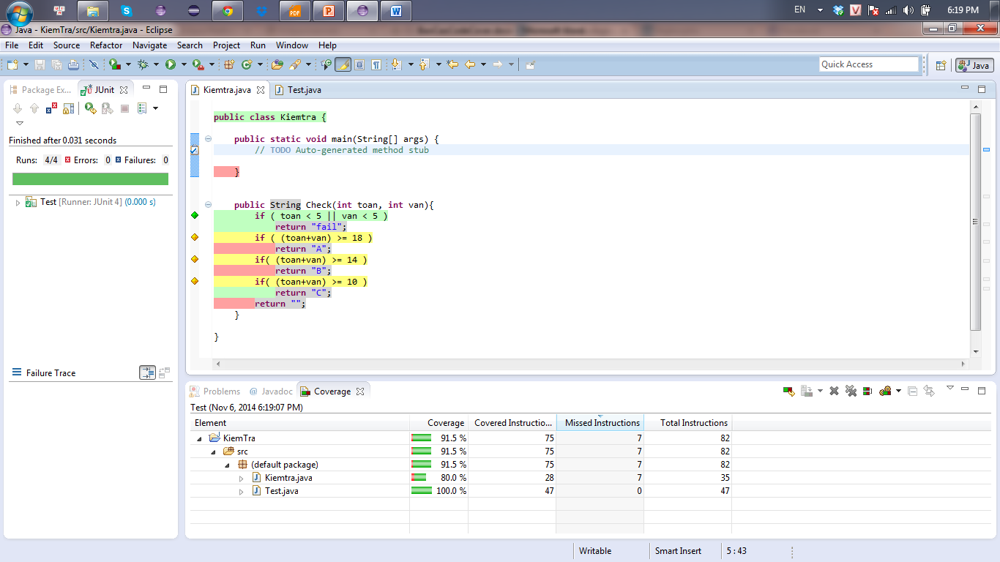 EN 6:19 PM
Java - KiemTra/src/Kiemtra.java - Eclipse
File Edit Source Refactor Navigate Search Project Run Window Help
Quick Access Java
Package Ex... JUnit
Finished after 0.031 seconds
Runs: 4/4 Errors: 0 Failures: 0
Test [Runner: JUnit 4] (0.000 s)
Failure Trace
Kiemtra.java Test.java
public class Kiemtra {
public static void main(String[] args) {
// TODO Auto-generated method stub
}
public String Check(int toan, int van){
if ( toan < 5 || van < 5 )
return "fail";
if ( (toan+van) >= 18 )
return "A";
if( (toan+van) >= 14 )
return "B";
if( (toan+van) >= 10 )
return "C";
return "";
}
}
Problems @ Javadoc Coverage
Test (Nov 6, 2014 6:19:07 PM)
Element Coverage Covered Instructio... Missed Instructions Total Instructions
KiemTra 91.5 % 75 7 82
src 91.5 % 75 7 82
(default package) 91.5 % 75 7 82
Kiemtra.java 80.0 % 28 7 35
Test.java 100.0 % 47 0 47
Writable Smart Insert 5 : 43